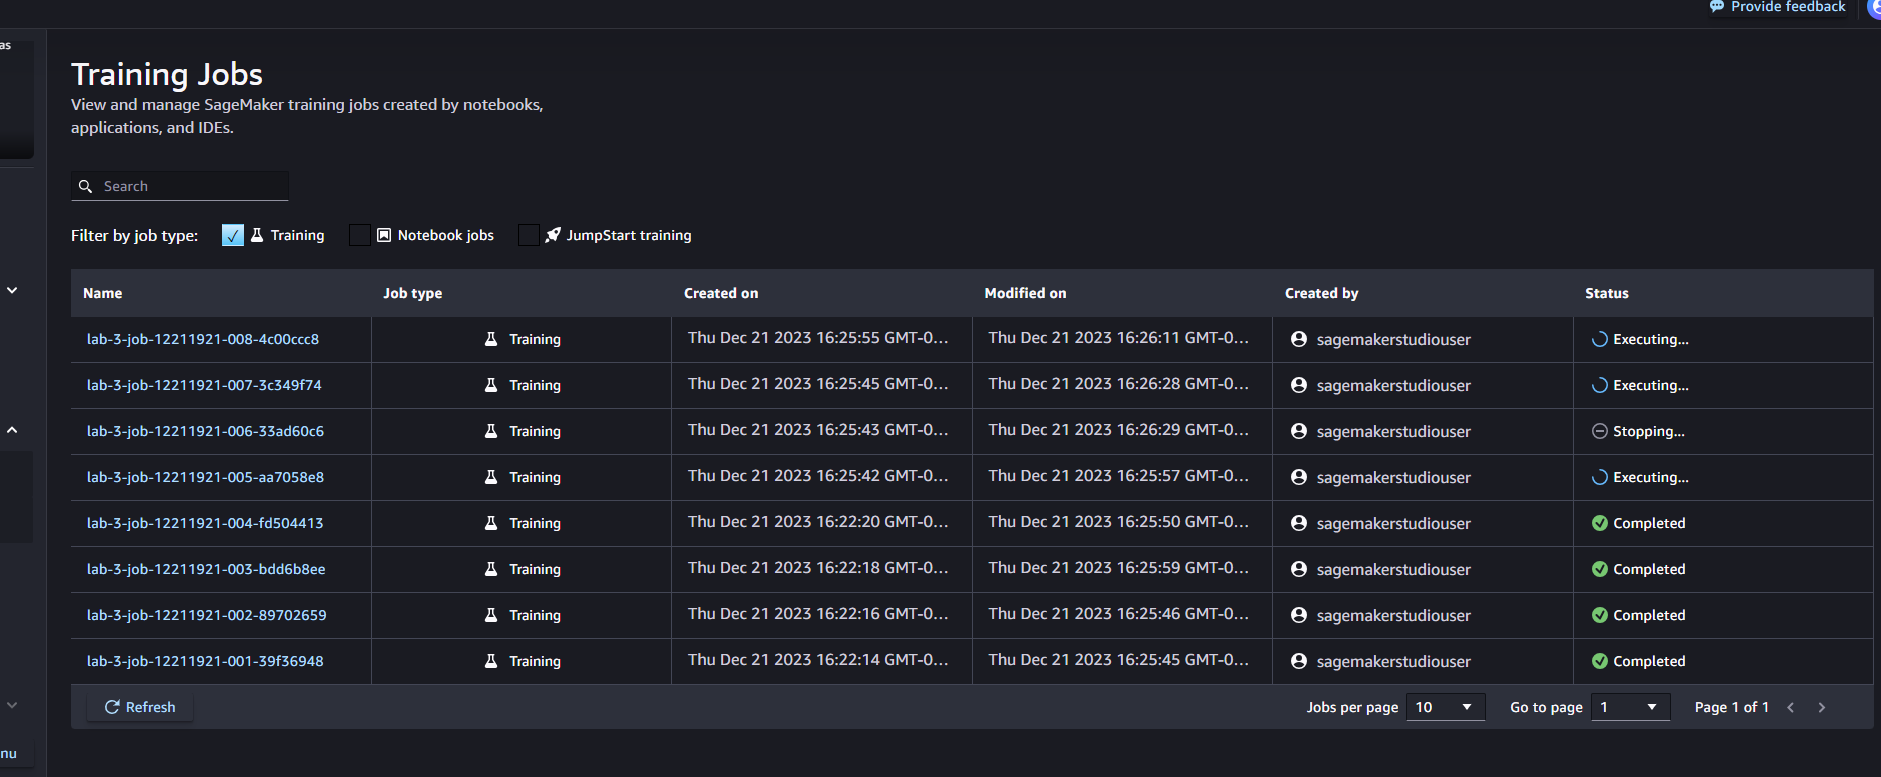 Provide feedback
as
Training Jobs
View and manage SageMaker training jobs created by notebooks,
applications, and IDEs.
Search
Filter by job type: Training Notebook jobs JumpStart training
Name Job type Created on Modified on Created by Status
lab-3-job-12211921-008-4c00ccc8 Training Thu Dec 21 2023 16:25:55 GMT-0... Thu Dec 21 2023 16:26:11 GMT-0... sagemakerstudiouser Executing...
lab-3-job-12211921-007-3c349f74 Training Thu Dec 21 2023 16:25:45 GMT-0... Thu Dec 21 2023 16:26:28 GMT-0... sagemakerstudiouser Executing...
lab-3-job-12211921-006-33ad60c6 Training Thu Dec 21 2023 16:25:43 GMT-0... Thu Dec 21 2023 16:26:29 GMT-0... sagemakerstudiouser Stopping...
lab-3-job-12211921-005-aa7058e8 Training Thu Dec 21 2023 16:25:42 GMT-0... Thu Dec 21 2023 16:25:57 GMT-0... sagemakerstudiouser Executing...
lab-3-job-12211921-004-fd504413 Training Thu Dec 21 2023 16:22:20 GMT-0... Thu Dec 21 2023 16:25:50 GMT-0... sagemakerstudiouser Completed
lab-3-job-12211921-003-bdd6b8ee Training Thu Dec 21 2023 16:22:18 GMT-0... Thu Dec 21 2023 16:25:59 GMT-0... sagemakerstudiouser Completed
lab-3-job-12211921-002-89702659 Training Thu Dec 21 2023 16:22:16 GMT-0... Thu Dec 21 2023 16:25:46 GMT-0... sagemakerstudiouser Completed
lab-3-job-12211921-001-39f36948 Training Thu Dec 21 2023 16:22:14 GMT-0... Thu Dec 21 2023 16:25:45 GMT-0... sagemakerstudiouser Completed
Refresh Jobs per page 10 Go to page 1 Page 1 of 1
nu